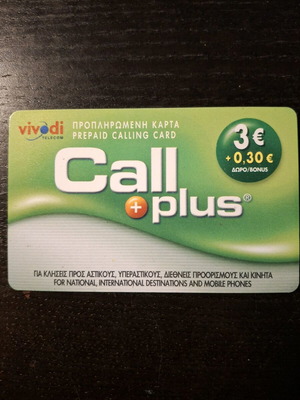 vivodi
TELECOM
ΠΡΟΠΛΗΡΩΜΕΝΗ ΚΑΡΤΑ
PREPAID CALLING CARD
3€
+0,30€
ΔΩΡΟ/BONUS
Call
+plus®
ΓΙΑ ΚΛΗΣΕΙΣ ΠΡΟΣ ΑΣΤΙΚΟΥΣ, ΥΠΕΡΑΣΤΙΚΟΥΣ, ΔΙΕΘΝΕΙΣ ΠΡΟΟΡΙΣΜΟΥΣ ΚΑΙ ΚΙΝΗΤΑ
FOR NATIONAL, INTERNATIONAL DESTINATIONS AND MOBILE PHONES